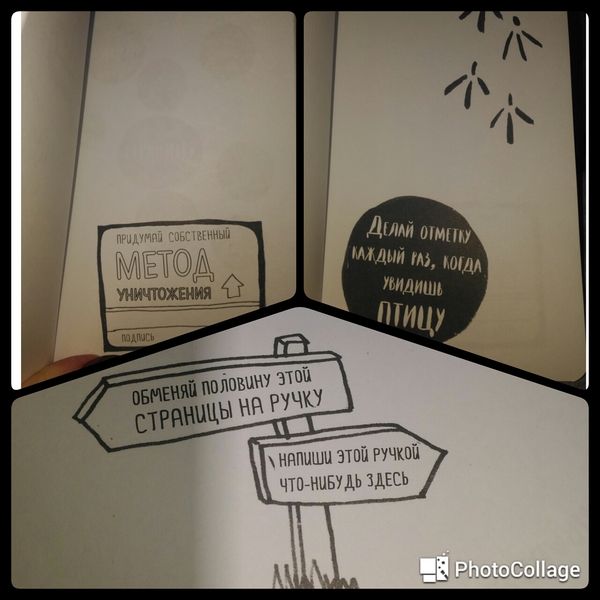 ПРИДУМАЙ СОБСТВЕННЫЙ
МЕТОД
УНИЧТОЖЕНИЯ
ПОДПИСЬ
ДЕЛАЙ ОТМЕТКУ
КАЖДЫЙ РАЗ, КОГДА
УВИДИШЬ
ПТИЦУ
ОБМЕНЯЙ ПОЛОВИНУ ЭТОЙ
СТРАНИЦЫ НА РУЧКУ
НАПИШИ ЭТОЙ РУЧКОЙ
ЧТО-НИБУДЬ ЗДЕСЬ
PhotoCollage